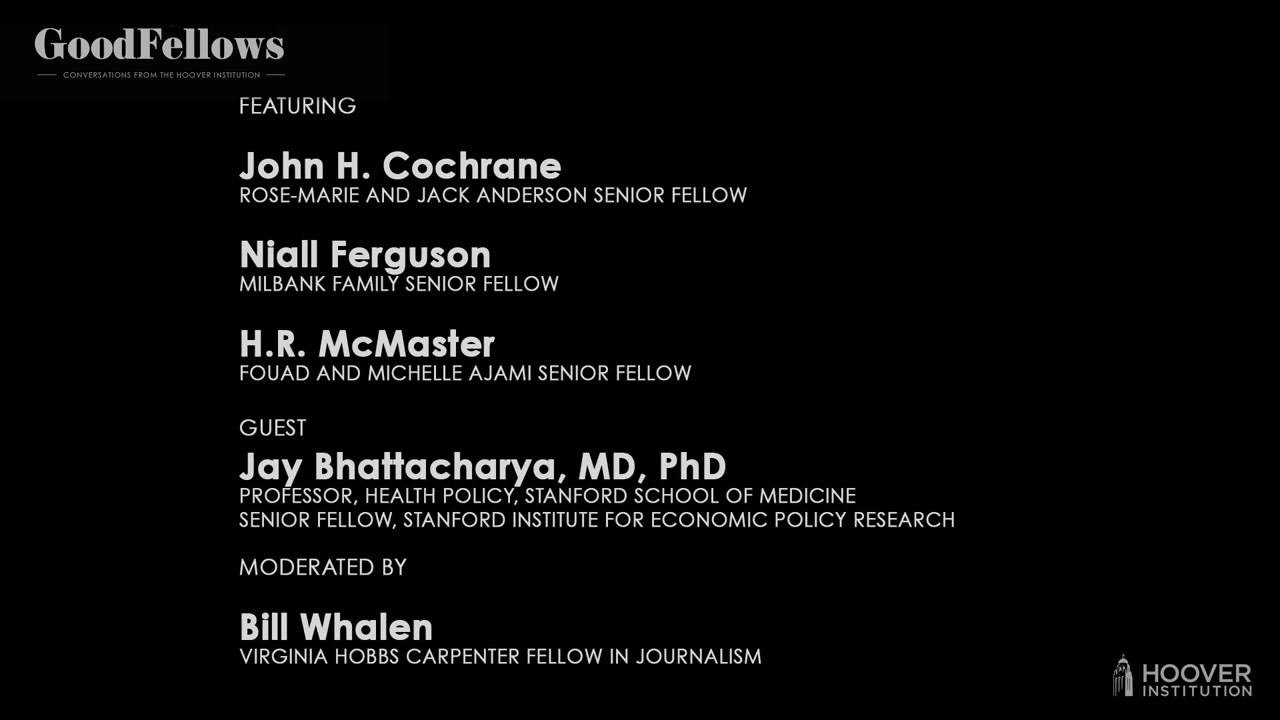 GoodFellows
CONVERSATIONS FROM THE HOOVER INSTITUTION
FEATURING
John H. Cochrane
ROSE-MARIE AND JACK ANDERSON SENIOR FELLOW
Niall Ferguson
MILBANK FAMILY SENIOR FELLOW
H.R. McMaster
FOUAD AND MICHELLE AJAMI SENIOR FELLOW
GUEST
Jay Bhattacharya, MD, PhD
PROFESSOR, HEALTH POLICY, STANFORD SCHOOL OF MEDICINE
SENIOR FELLOW, STANFORD INSTITUTE FOR ECONOMIC POLICY RESEARCH
MODERATED BY
Bill Whalen
VIRGINIA HOBBS CARPENTER FELLOW IN JOURNALISM
HOOVER
INSTITUTION